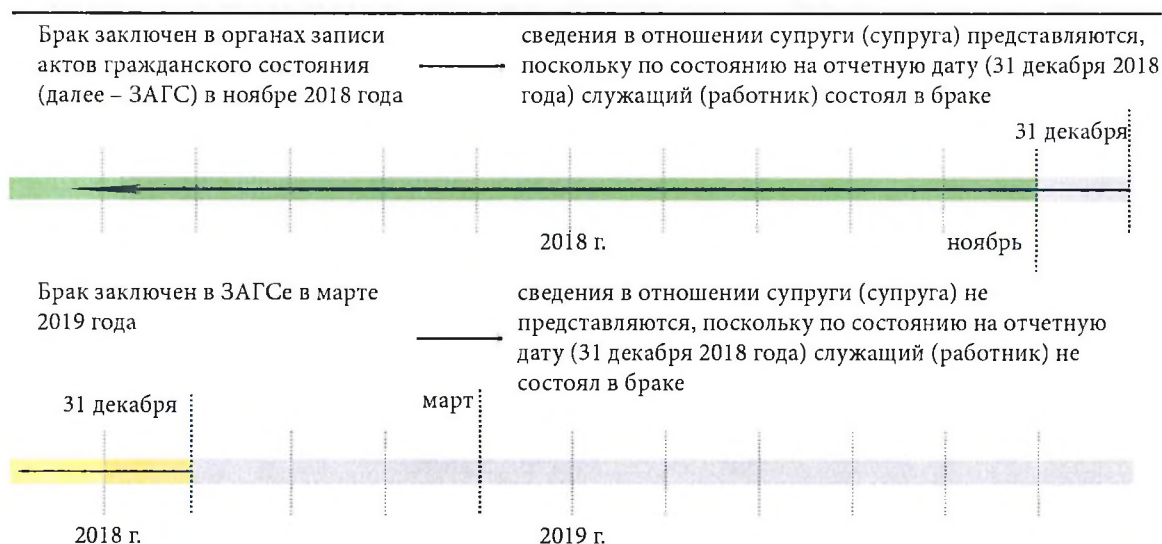 Брак заключен в органах записи
актов гражданского состояния
(далее – ЗАГС) в ноябре 2018 года
сведения в отношении супруги (супруга) представляются,
поскольку по состоянию на отчетную дату (31 декабря 2018
года) служащий (работник) состоял в браке
31 декабря
2018 г.
ноябрь
Брак заключен в ЗАГСе в марте
2019 года
сведения в отношении супруги (супруга) не
представляются, поскольку по состоянию на отчетную
дату (31 декабря 2018 года) служащий (работник) не
состоял в браке
31 декабря
март
2018 г.
2019 г.